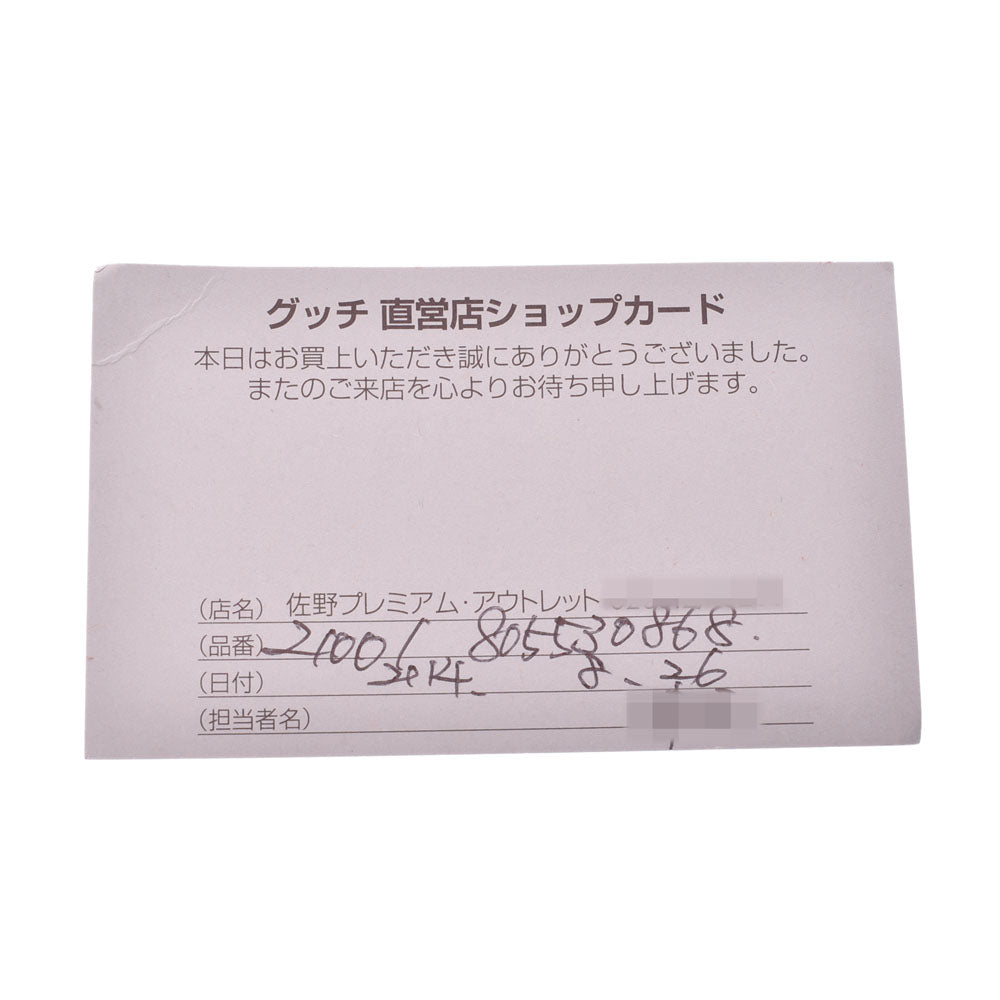 グッチ 直営店ショップカード
本日はお買上いただき誠にありがとうございました。
またのご来店を心よりお待ち申し上げます。
(店名) 佐野プレミアム・アウトレット
(品番) 21001 805530868.
(日付) 2014. 8. 26
(担当者名)